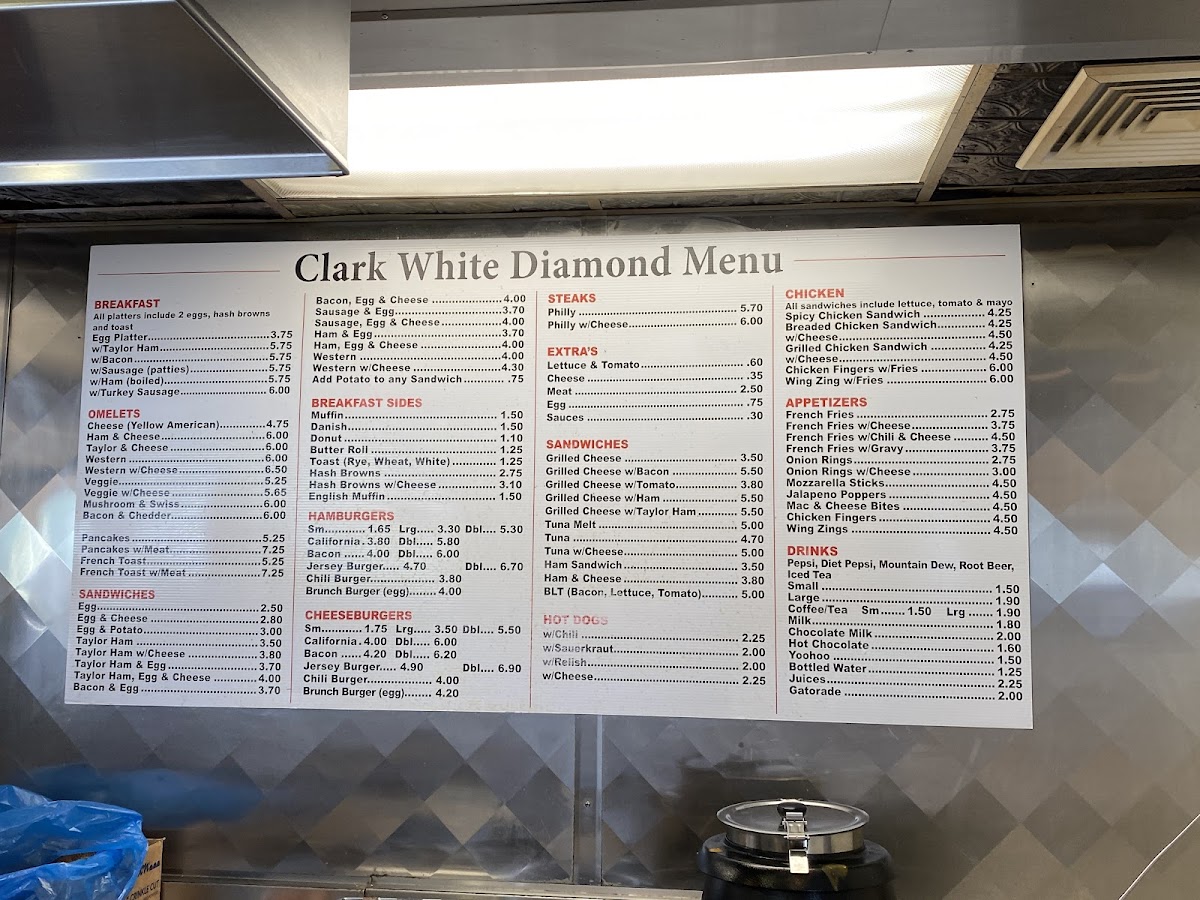 Clark White Diamond Menu
BREAKFAST
All platters include 2 eggs, hash browns
and toast
Egg Platter 3.75
w/Taylor Ham 5.75
w/Bacon 5.75
w/Sausage (patties) 5.75
w/Ham (boiled) 5.75
w/Turkey Sausage 6.00
OMELETS
Cheese (Yellow American) 4.75
Ham & Cheese 6.00
Taylor & Cheese 6.00
Western 6.00
Western w/Cheese 6.50
Veggie 5.25
Veggie w/Cheese 5.65
Mushroom & Swiss 6.00
Bacon & Chedder 6.00
Pancakes 5.25
Pancakes w/Meat 7.25
French Toast 5.25
French Toast w/Meat 7.25
SANDWICHES
Egg 2.50
Egg & Cheese 2.80
Egg & Potato 3.00
Taylor Ham 3.50
Taylor Ham w/Cheese 3.80
Taylor Ham & Egg 3.70
Taylor Ham, Egg & Cheese 4.00
Bacon & Egg 3.70
Bacon, Egg & Cheese 4.00
Sausage & Egg 3.70
Sausage, Egg & Cheese 4.00
Ham & Egg 3.70
Ham, Egg & Cheese 4.00
Western 4.00
Western w/Cheese 4.30
Add Potato to any Sandwich .75
BREAKFAST SIDES
Muffin 1.50
Danish 1.50
Donut 1.10
Butter Roll 1.25
Toast (Rye, Wheat, White) 1.25
Hash Browns 2.75
Hash Browns w/Cheese 3.10
English Muffin 1.50
HAMBURGERS
Sm 1.65 Lrg 3.30 Dbl 5.30
California 3.80 Dbl 5.80
Bacon 4.00 Dbl 6.00
Jersey Burger 4.70 Dbl 6.70
Chili Burger 3.80
Brunch Burger (egg) 4.00
CHEESEBURGERS
Sm 1.75 Lrg 3.50 Dbl 5.50
California 4.00 Dbl 6.00
Bacon 4.20 Dbl 6.20
Jersey Burger 4.90 Dbl 6.90
Chili Burger 4.00
Brunch Burger (egg) 4.20
STEAKS
Philly 5.70
Philly w/Cheese 6.00
EXTRA'S
Lettuce & Tomato .60
Cheese .35
Meat 2.50
Egg .75
Sauces .30
SANDWICHES
Grilled Cheese 3.50
Grilled Cheese w/Bacon 5.50
Grilled Cheese w/Tomato 3.80
Grilled Cheese w/Ham 5.50
Grilled Cheese w/Taylor Ham 5.50
Tuna Melt 5.00
Tuna 4.70
Tuna w/Cheese 5.00
Ham Sandwich 3.50
Ham & Cheese 3.80
BLT (Bacon, Lettuce, Tomato) 5.00
HOT DOGS
w/Chili 2.25
w/Sauerkraut 2.00
w/Relish 2.00
w/Cheese 2.25
CHICKEN
All sandwiches include lettuce, tomato & mayo
Spicy Chicken Sandwich 4.25
Breaded Chicken Sandwich 4.25
w/Cheese 4.50
Grilled Chicken Sandwich 4.25
w/Cheese 4.50
Chicken Fingers w/Fries 6.00
Wing Zing w/Fries 6.00
APPETIZERS
French Fries 2.75
French Fries w/Cheese 3.75
French Fries w/Chili & Cheese 4.50
French Fries w/Gravy 3.75
Onion Rings 2.75
Onion Rings w/Cheese 3.00
Mozzarella Sticks 4.50
Jalapeno Poppers 4.50
Mac & Cheese Bites 4.50
Chicken Fingers 4.50
Wing Zings 4.50
DRINKS
Pepsi, Diet Pepsi, Mountain Dew, Root Beer,
Iced Tea
Small 1.50
Large 1.90
Coffee/Tea Sm 1.50 Lrg 1.90
Milk 1.80
Chocolate Milk 2.00
Hot Chocolate 1.60
Yoohoo 1.50
Bottled Water 1.25
Juices 2.25
Gatorade 2.00